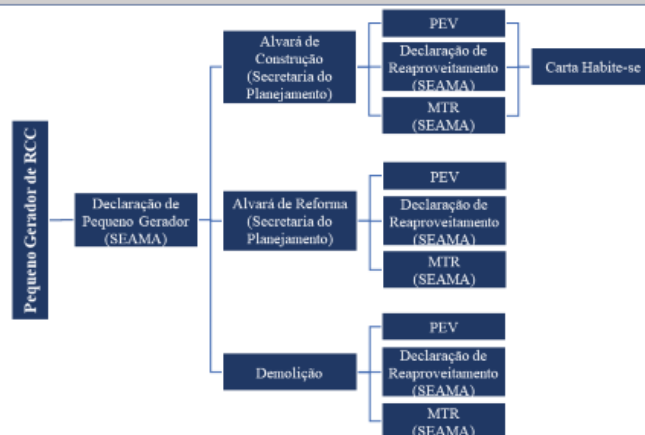 Pequeno Gerador de RCC
Declaração de
Pequeno Gerador
(SEAMA)
Alvará de
Construção
(Secretaria do
Planejamento)
PEV
Declaração de
Reaproveitamento
(SEAMA)
MTR
(SEAMA)
Carta Habite-se
Alvará de Reforma
(Secretaria do
Planejamento)
PEV
Declaração de
Reaproveitamento
(SEAMA)
MTR
(SEAMA)
Demolição
PEV
Declaração de
Reaproveitamento
(SEAMA)
MTR
(SEAMA)